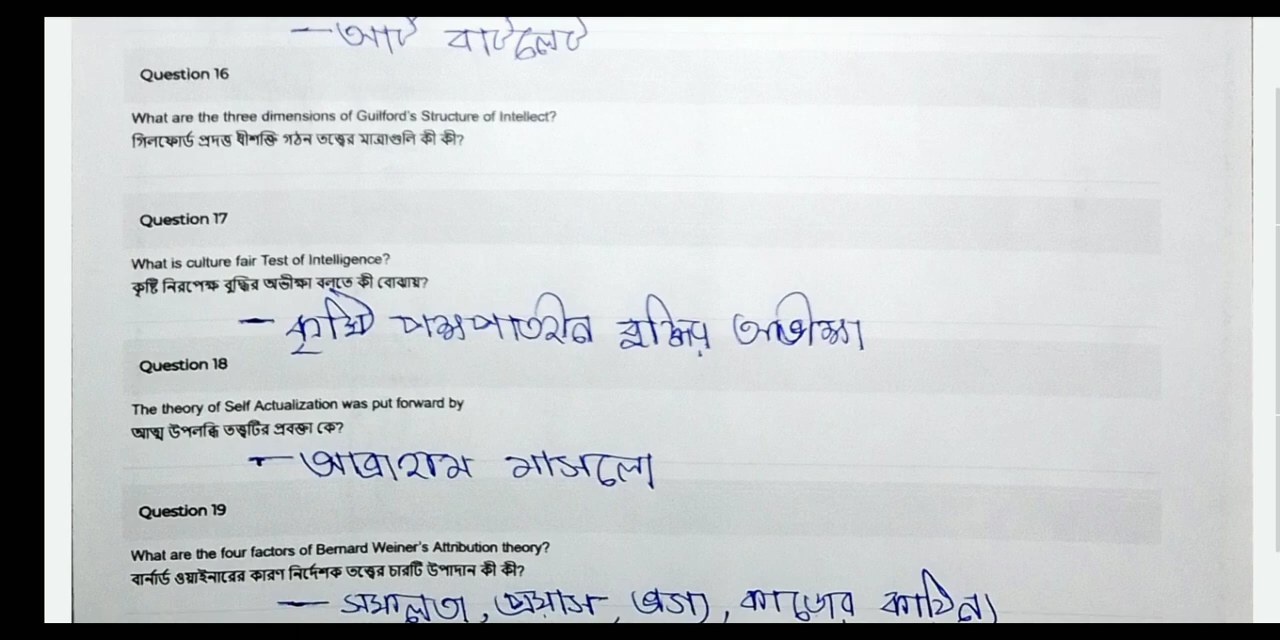 — আর্ট বার্টলেট
Question 16
What are the three dimensions of Guilford's Structure of Intellect?
গিলফোর্ড প্রদত্ত ধীশক্তি গঠন তত্ত্বের মাত্রাগুলি কী কী?
Question 17
What is culture fair Test of Intelligence?
কৃষ্টি নিরপেক্ষ বুদ্ধির অভীক্ষা বলতে কী বোঝায়?
— কৃষ্টি পক্ষপাতহীন বুদ্ধির অভীক্ষা।
Question 18
The theory of Self Actualization was put forward by
আত্ম উপলব্ধি তত্ত্বটির প্রবক্তা কে?
— আব্রাহাম মাসলো
Question 19
What are the four factors of Bernard Weiner's Attribution theory?
বার্নার্ড ওয়াইনারের কারণ নির্দেশক তত্ত্বের চারটি উপাদান কী কী?
— , প্রয়াস, ভাগ্য, কাজের